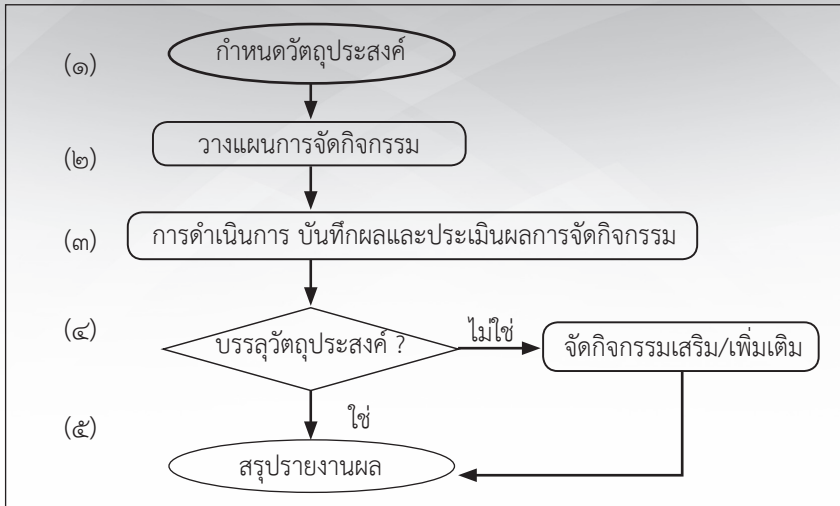 (๑) กำหนดวัตถุประสงค์
(๒) วางแผนการจัดกิจกรรม
(๓) การดำเนินการ บันทึกผลและประเมินผลการจัดกิจกรรม
(๔) บรรลุวัตถุประสงค์ ?
ไม่ใช่
จัดกิจกรรมเสริม/เพิ่มเติม
ใช่
(๕) สรุปรายงานผล